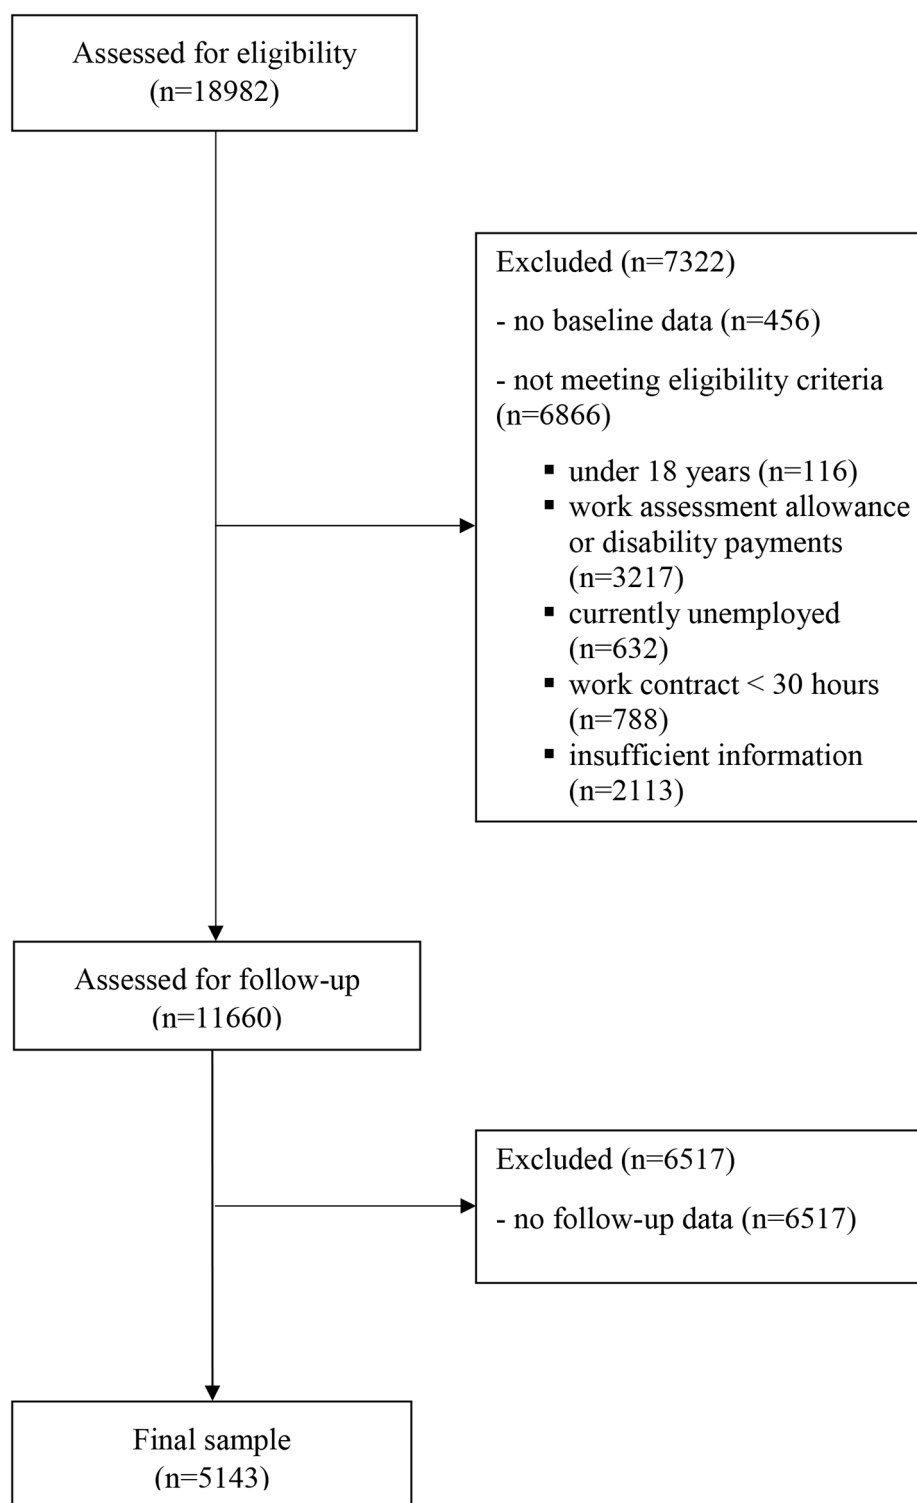 Assessed for eligibility
(n=18982)
Excluded (n=7322)
- no baseline data (n=456)
- not meeting eligibility criteria
(n=6866)
▪ under 18 years (n=116)
▪ work assessment allowance
or disability payments
(n=3217)
▪ currently unemployed
(n=632)
▪ work contract < 30 hours
(n=788)
▪ insufficient information
(n=2113)
Assessed for follow-up
(n=11660)
Excluded (n=6517)
- no follow-up data (n=6517)
Final sample
(n=5143)